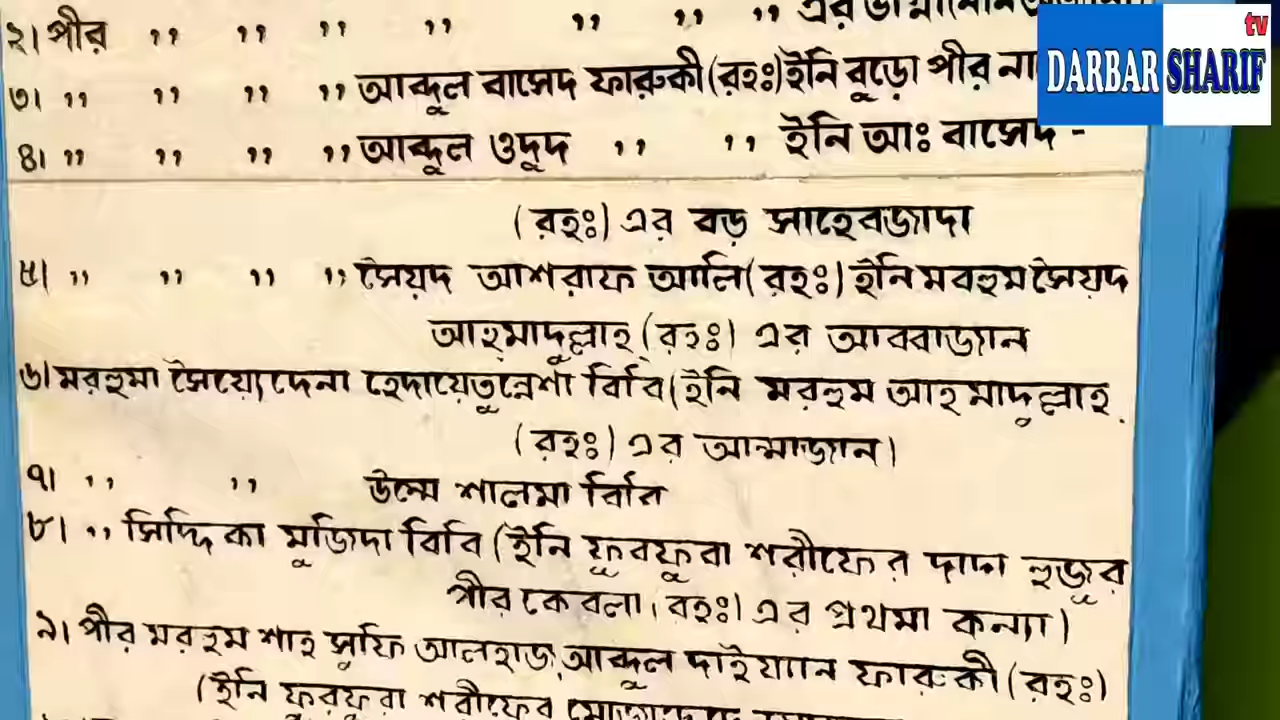 ২। পীর ,, ,, ,, ,, ,, ,, ,, এর
DARBAR SHARIF tv
৩। ,, ,, ,, ,, আব্দুল বাসেদ ফারুকী (রহঃ) ইনি বুড়ো পীর
৪। ,, ,, ,, ,, আব্দুল ওদুদ ,, ,, ইনি আঃ বাসেদ -
(রহঃ) এর বড় সাহেবজাদা
৫। ,, ,, ,, ,, সৈয়দ আশরাফ আলি (রহঃ) ইনি মরহুম সৈয়দ
আহমাদুল্লাহ (রহঃ) এর আব্বাজান
৬। মরহুমা সৈয়্যেদেনা হেদায়েতুন্নেশা বিবি (ইনি মরহুম আহমাদুল্লাহ
(রহঃ) এর আম্মাজান)
৭। ,, ,, উম্মে শালমা বিবি
৮। ,, সিদ্দিকা মুজিদা বিবি (ইনি ফুরফুরা শরীফের দাদা হুজুর
পীর কেবলা (রহঃ) এর প্রথমা কন্যা)
৯। পীর মরহুম শাহ সুফি আলহাজ আব্দুল দাইয়ান ফারুকী (রহঃ)
(ইনি ফুরফুরা শরীফের